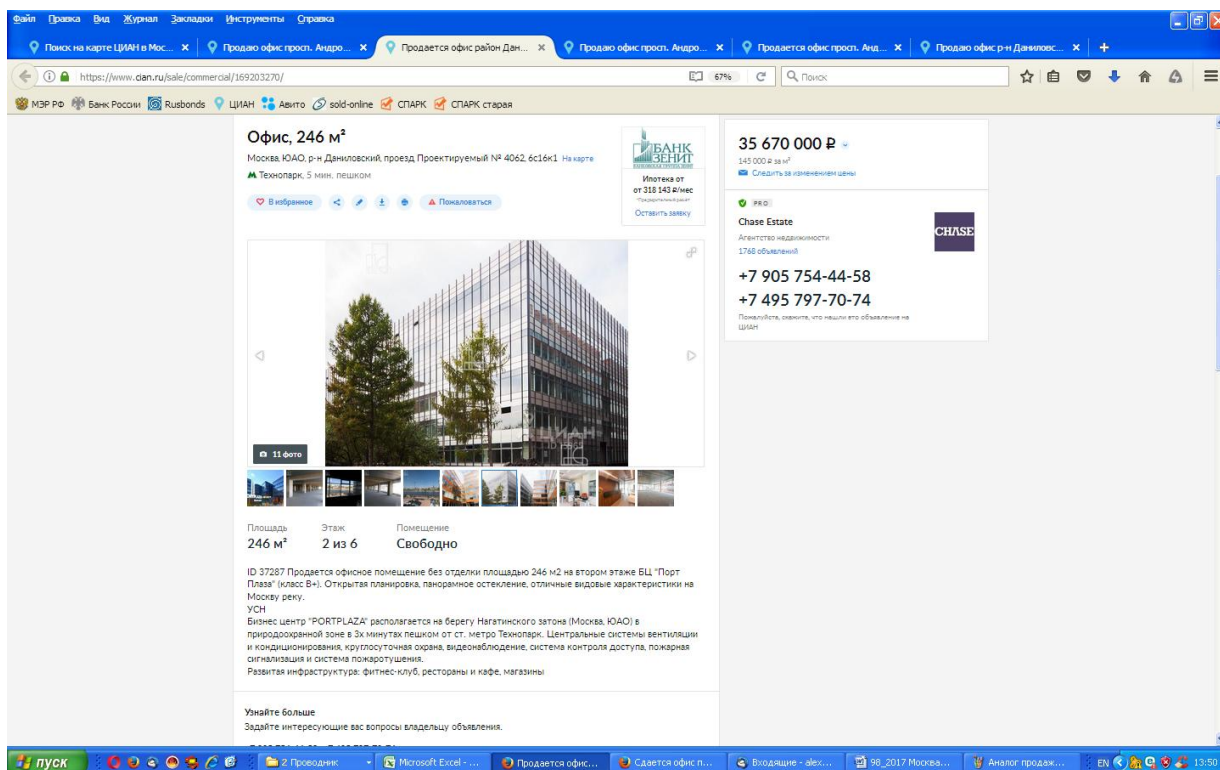 Файл Правка Вид Журнал Закладки Инструменты Справка
Поиск на карте ЦИАН в Мос... Продаю офис просп. Андро... Продается офис район Дан... Продаю офис просп. Андро... Продается офис просп. Анд... Продаю офис р-н Даниловс...
https://www.cian.ru/sale/commercial/169203270/ 67% Поиск
МЭР РФ Банк России Rusbonds ЦИАН Авито sold-online СПАРК СПАРК старая
Офис, 246 м²
Москва, ЮАО, р-н Даниловский, проезд Проектируемый № 4062, 6с16к1 На карте
Технопарк, 5 мин. пешком
В избранное Пожаловаться
БАНК
ЗЕНИТ
Ипотека от
от 318 143 ₽/мес
Оставить заявку
35 670 000 ₽
145 000 ₽ за м²
Следить за изменением цены
PRO
Chase Estate
Агентство недвижимости
1768 объявлений
CHASE
+7 905 754-44-58
+7 495 797-70-74
Пожалуйста, скажите, что нашли это объявление на
ЦИАН
11 фото
Площадь Этаж Помещение
246 м² 2 из 6 Свободно
ID 37287 Продается офисное помещение без отделки площадью 246 м2 на втором этаже БЦ "Порт
Плаза" (класс В+). Открытая планировка, панорамное остекление, отличные видовые характеристики на
Москву реку.
УСН
Бизнес центр "PORTPLAZA" располагается на берегу Нагатинского затона (Москва, ЮАО) в
природоохранной зоне в 3х минутах пешком от ст. метро Технопарк. Центральные системы вентиляции
и кондиционирования, круглосуточная охрана, видеонаблюдение, система контроля доступа, пожарная
сигнализация и система пожаротушения.
Развитая инфраструктура: фитнес-клуб, рестораны и кафе, магазины
Узнайте больше
Задайте интересующие вас вопросы владельцу объявления.
пуск 2 Проводник Microsoft Excel - ... Продается офис... Сдается офис п... Входящие - alex... 98_2017 Москва... Аналог продаж... EN 13:50